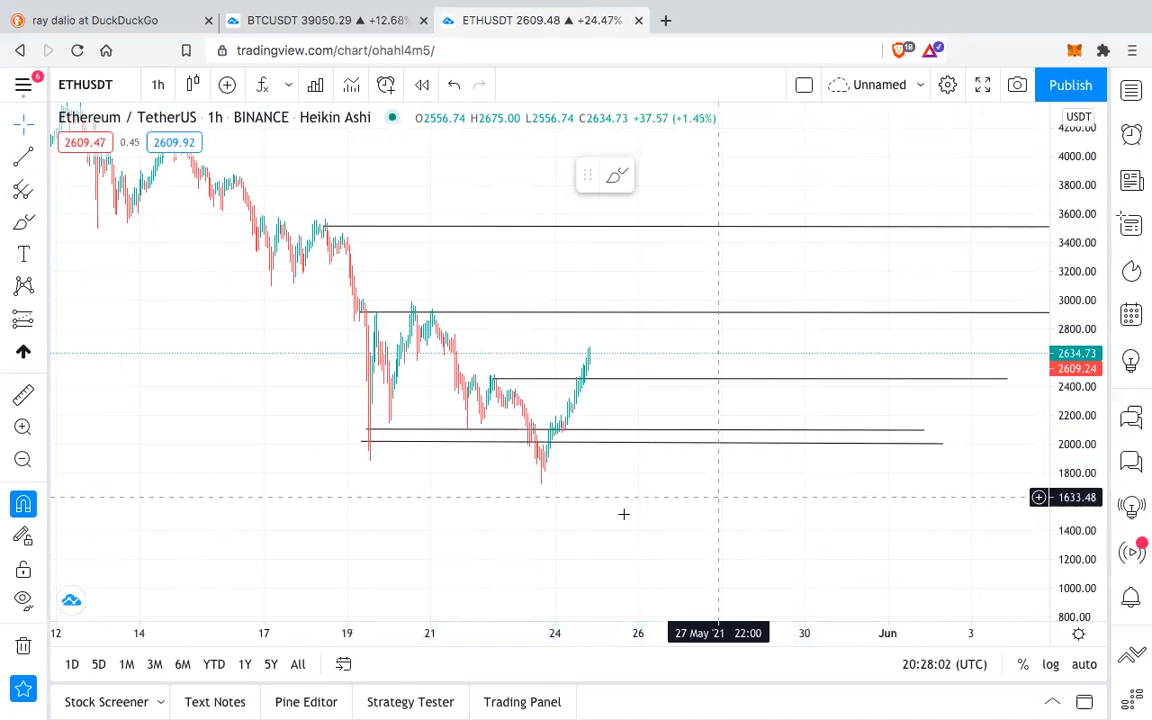 ray dalio at DuckDuckGo
BTCUSDT 39050.29 ▲ +12.68%
ETHUSDT 2609.48 ▲ +24.47%
tradingview.com/chart/ohahl4m5/
18
6
ETHUSDT
1h
Unnamed
Publish
Ethereum / TetherUS · 1h · BINANCE · Heikin Ashi
O2556.74 H2675.00 L2556.74 C2634.73 +37.57 (+1.45%)
2609.47
0.45
2609.92
USDT
4200.00
4000.00
3800.00
3600.00
3400.00
3200.00
3000.00
2800.00
2634.73
2609.24
2400.00
2200.00
2000.00
1800.00
1633.48
1400.00
1200.00
1000.00
800.00
12
14
17
19
21
24
26
27 May '21 22:00
30
Jun
3
1D
5D
1M
3M
6M
YTD
1Y
5Y
All
20:28:02 (UTC)
%
log
auto
Stock Screener
Text Notes
Pine Editor
Strategy Tester
Trading Panel